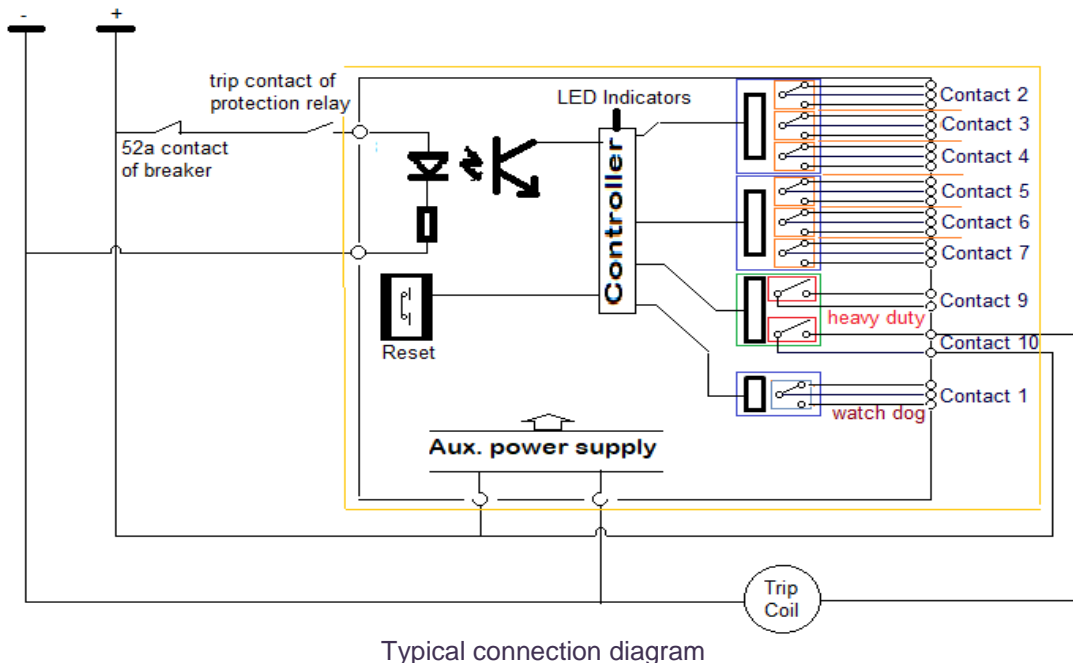 - +
trip contact of
protection relay
LED Indicators
52a contact
of breaker
Controller
Contact 2
Contact 3
Contact 4
Contact 5
Contact 6
Contact 7
Contact 9
heavy duty
Contact 10
Reset
Contact 1
watch dog
Aux. power supply
Trip
Coil
Typical connection diagram